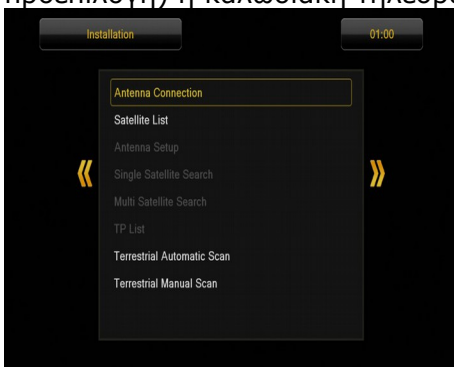 Installation
01:00
Antenna Connection
Satellite List
Antenna Setup
Single Satellite Search
Multi Satellite Search
TP List
Terrestrial Automatic Scan
Terrestrial Manual Scan